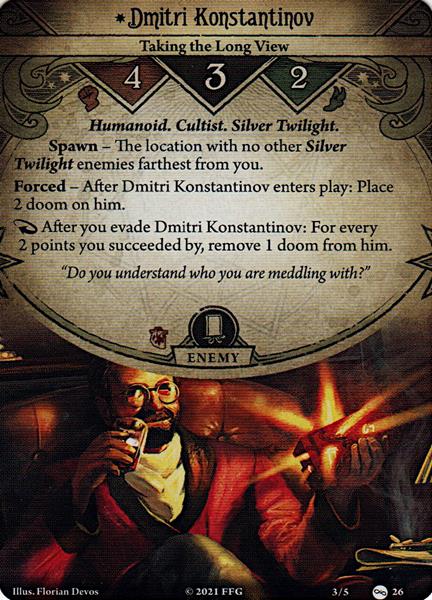 *Dmitri Konstantinov
Taking the Long View
4 3 2
Humanoid. Cultist. Silver Twilight.
Spawn – The location with no other Silver
Twilight enemies farthest from you.
Forced – After Dmitri Konstantinov enters play: Place
2 doom on him.
After you evade Dmitri Konstantinov: For every
2 points you succeeded by, remove 1 doom from him.
“Do you understand who you are meddling with?”
ENEMY
Illus. Florian Devos © 2021 FFG 3/5 26